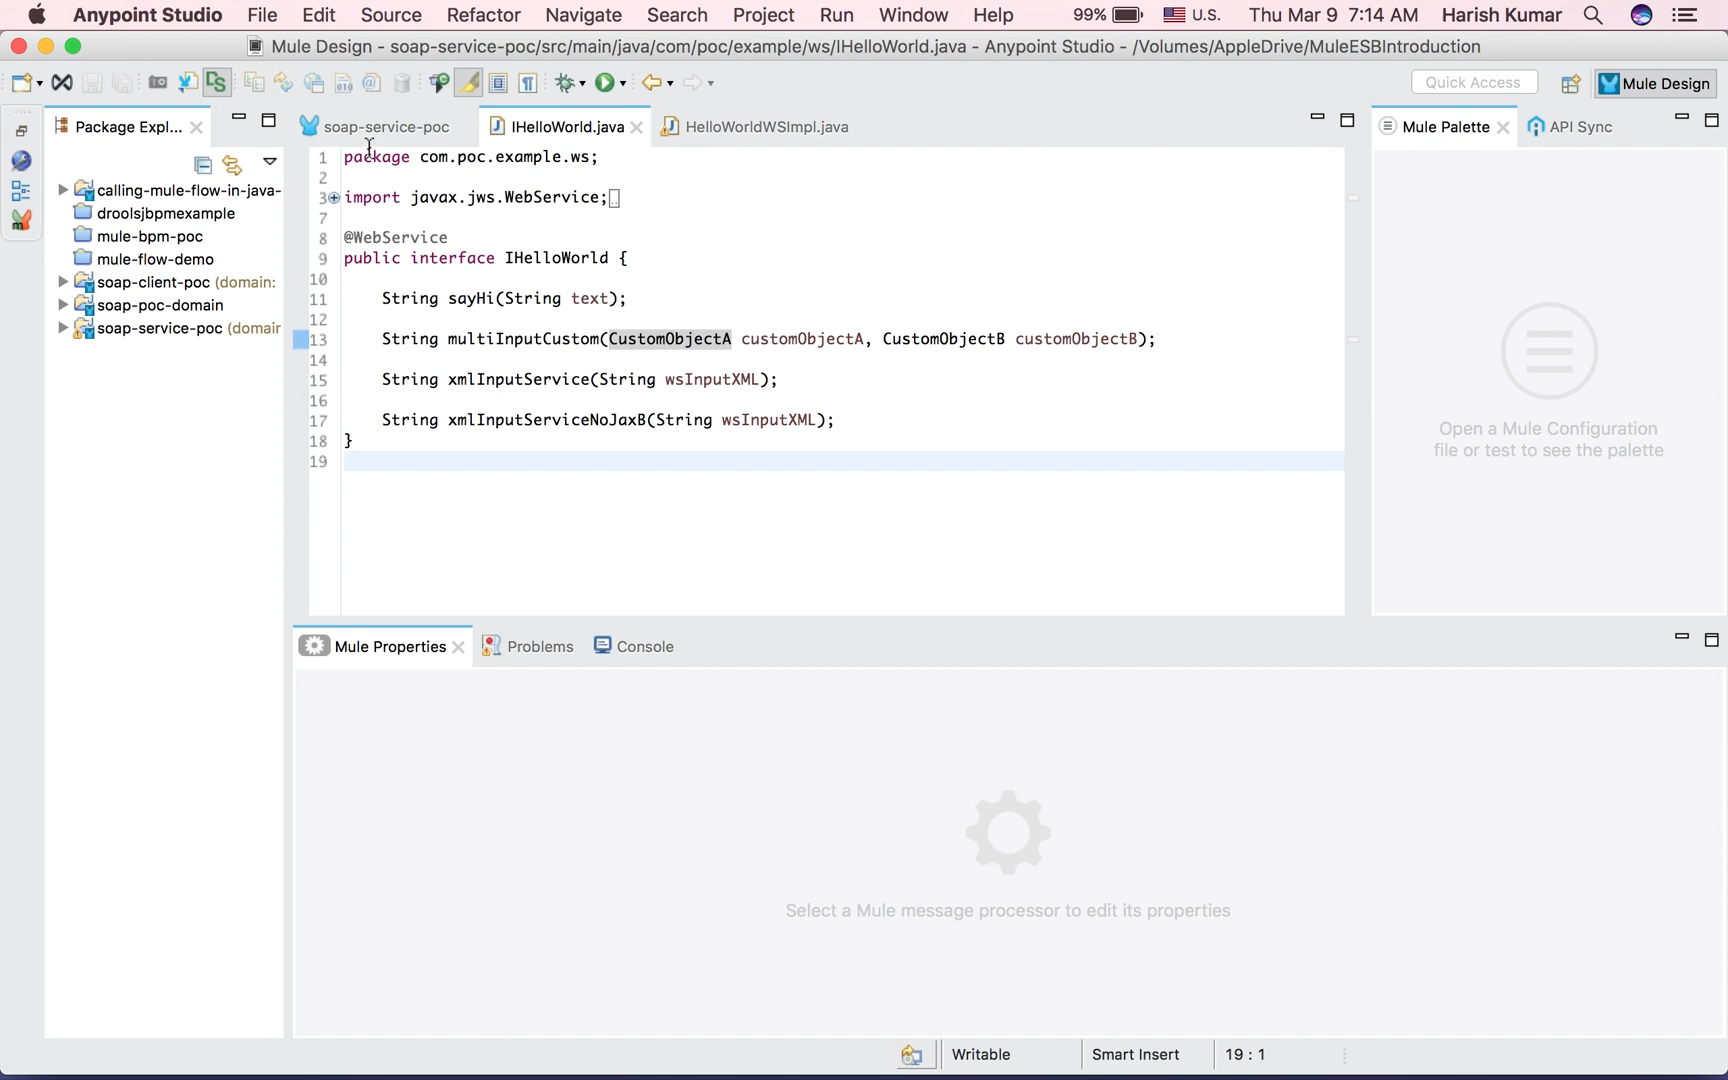 Anypoint Studio File Edit Source Refactor Navigate Search Project Run Window Help 99% U.S. Thu Mar 9 7:14 AM Harish Kumar
Mule Design - soap-service-poc/src/main/java/com/poc/example/ws/IHelloWorld.java - Anypoint Studio - /Volumes/AppleDrive/MuleESBIntroduction
Quick Access Mule Design
Package Expl... soap-service-poc IHelloWorld.java HelloWorldWSImpl.java Mule Palette API Sync
calling-mule-flow-in-java-
droolsjbpmexample
mule-bpm-poc
mule-flow-demo
soap-client-poc (domain:
soap-poc-domain
soap-service-poc (domair
1 package com.poc.example.ws;
2
3 import javax.jws.WebService;
7
8 @WebService
9 public interface IHelloWorld {
10
11 String sayHi(String text);
12
13 String multiInputCustom(CustomObjectA customObjectA, CustomObjectB customObjectB);
14
15 String xmlInputService(String wsInputXML);
16
17 String xmlInputServiceNoJaxB(String wsInputXML);
18 }
19
Open a Mule Configuration
file or test to see the palette
Mule Properties Problems Console
Select a Mule message processor to edit its properties
Writable Smart Insert 19 : 1